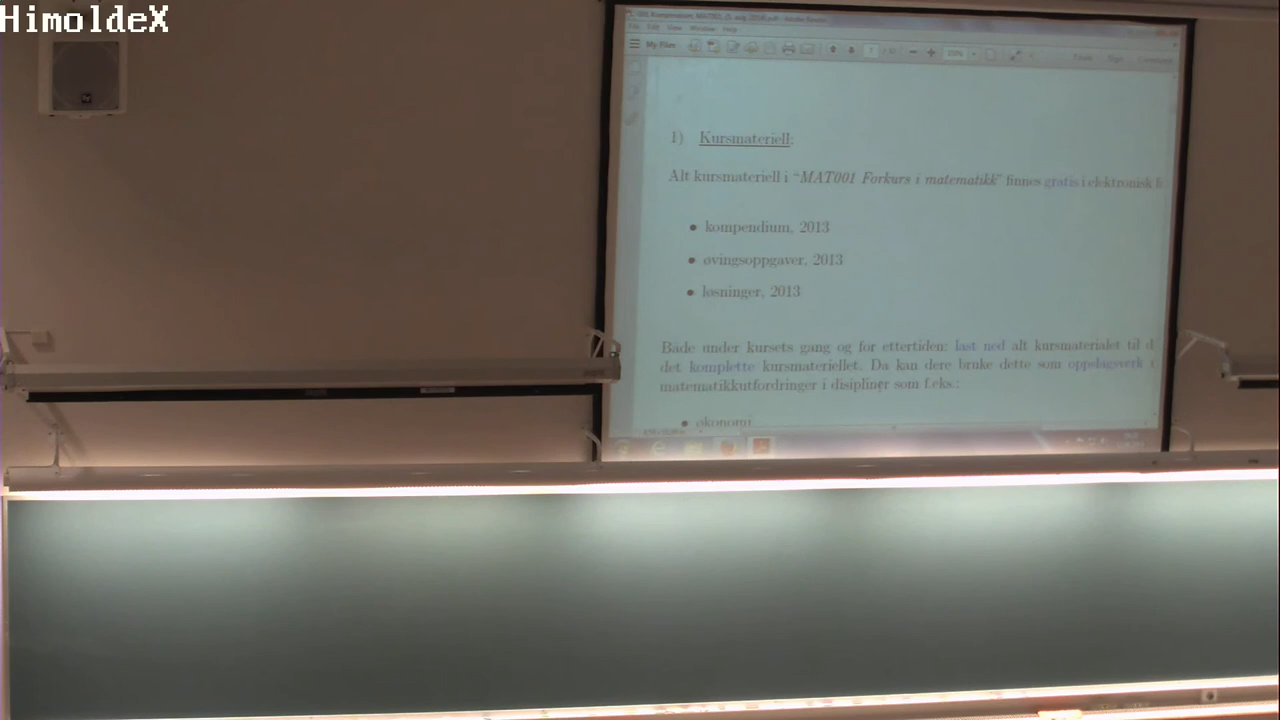 HimoldeX
My Files
1) Kursmateriell:
Alt kursmateriell i “MAT001 Forkurs i matematikk” finnes gratis i elektronisk
• kompendium, 2013
• øvingsoppgaver, 2013
• løsninger, 2013
Både under kursets gang og for ettertiden: last ned alt kursmaterialet til d
det komplette kursmateriellet. Da kan dere bruke dette som oppslagsverk
matematikkutfordringer i disipliner som f.eks.:
• økonomi